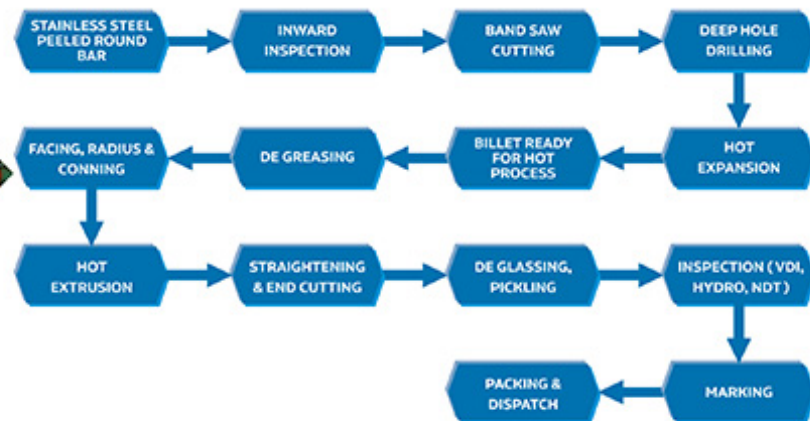 STAINLESS STEEL
PEELED ROUND
BAR
INWARD
INSPECTION
BAND SAW
CUTTING
DEEP HOLE
DRILLING
FACING, RADIUS &
CONNING
DE GREASING
BILLET READY
FOR HOT
PROCESS
HOT
EXPANSION
HOT
EXTRUSION
STRAIGHTENING
& END CUTTING
DE GLASSING,
PICKLING
INSPECTION ( VDI,
HYDRO, NDT )
PACKING &
DISPATCH
MARKING